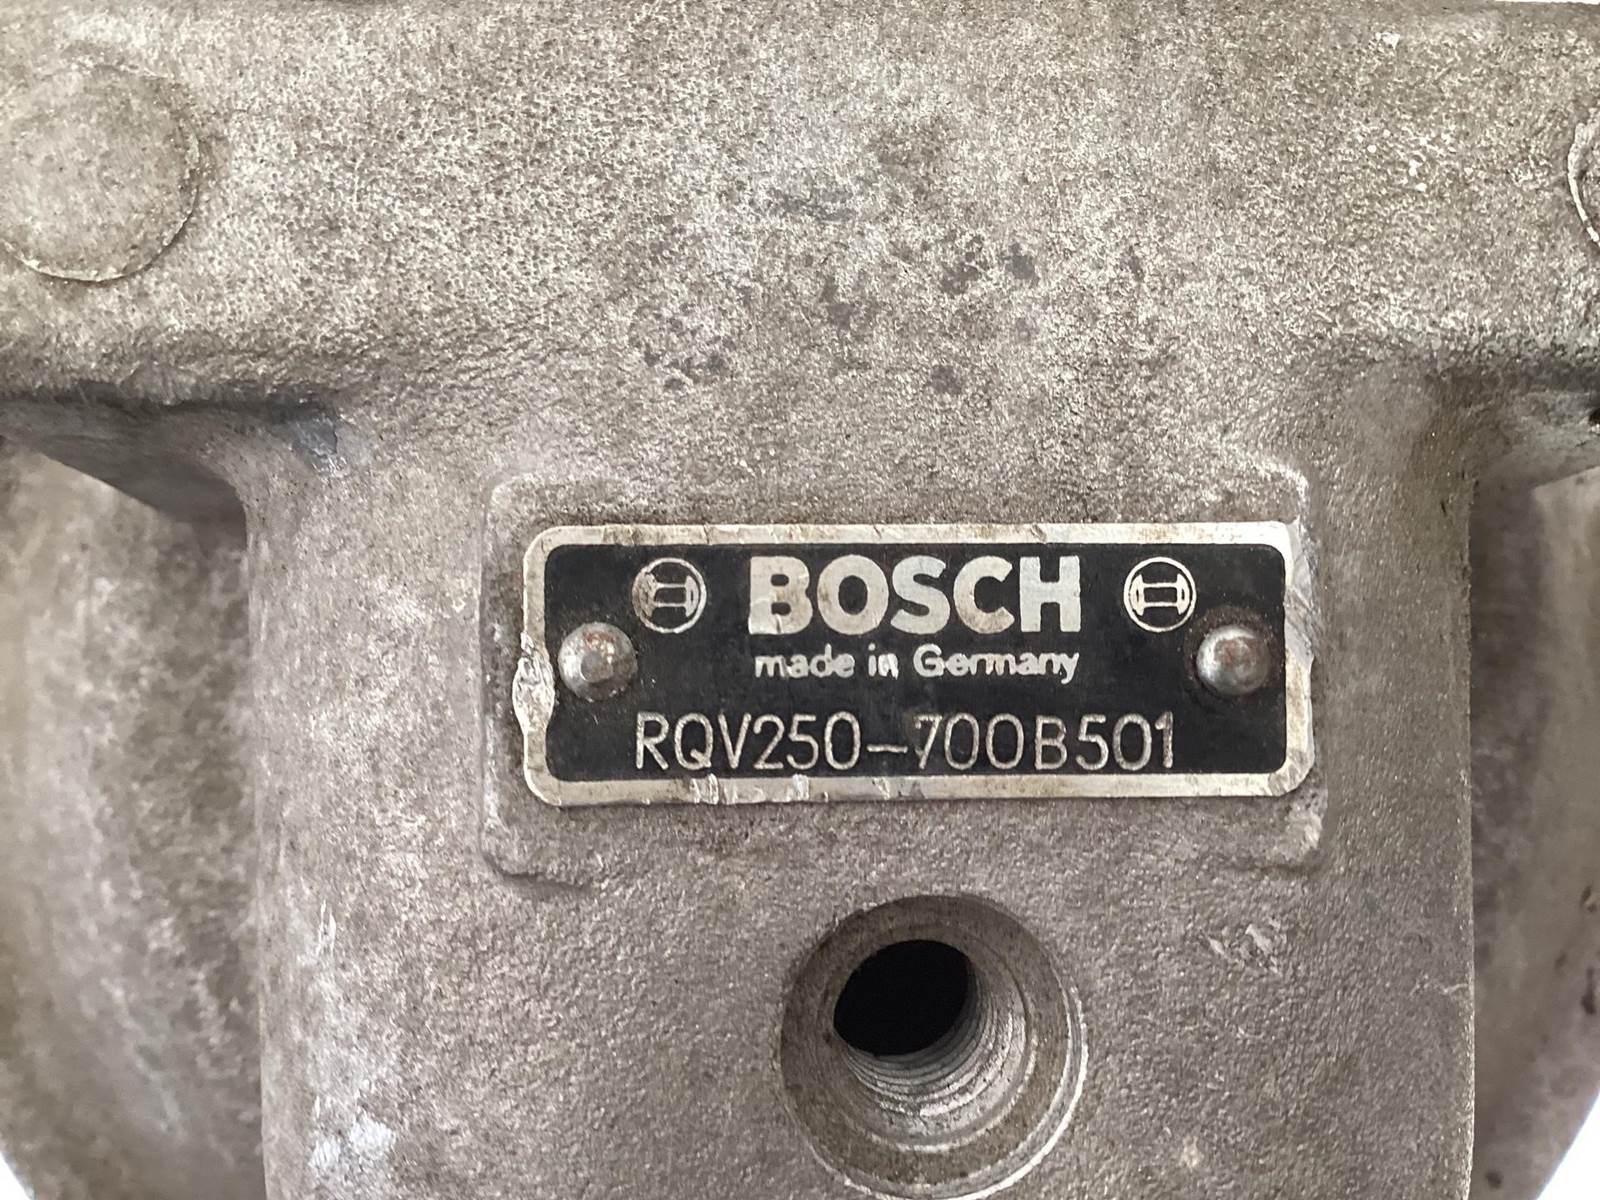 BOSCH
made in Germany
RQV250-700B501